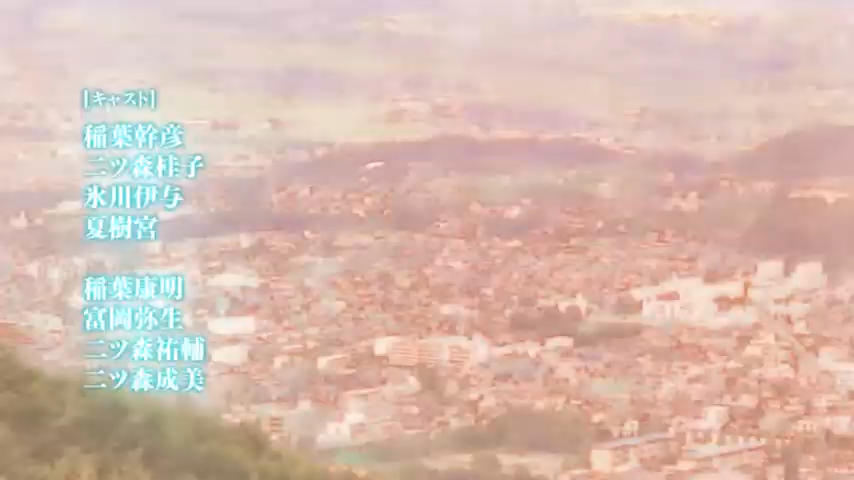 [キャスト]
稲葉幹彦
二ツ森桂子
氷川伊与
夏樹宮
稲葉康明
富岡弥生
二ツ森祐輔
二ツ森成美